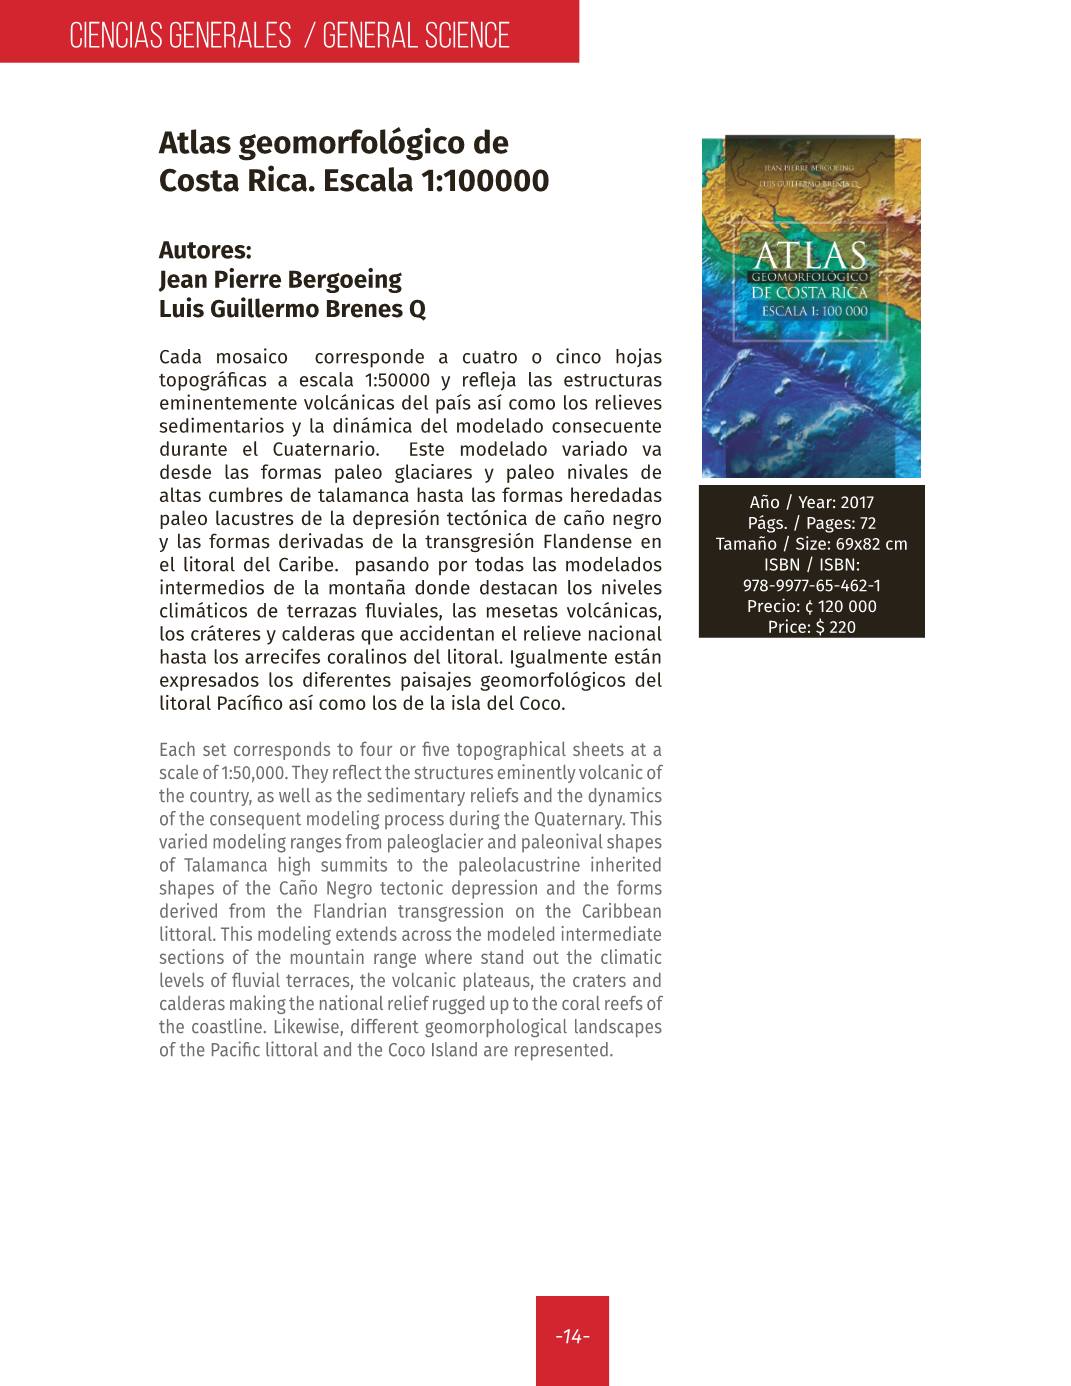 CIENCIAS GENERALES / GENERAL SCIENCE
Atlas geomorfológico de
Costa Rica. Escala 1:100000
Autores:
Jean Pierre Bergoeing
Luis Guillermo Brenes Q
Cada mosaico corresponde a cuatro o cinco hojas
topográficas a escala 1:50000 y refleja las estructuras
eminentemente volcánicas del país así como los relieves
sedimentarios y la dinámica del modelado consecuente
durante el Cuaternario. Este modelado variado va
desde las formas paleo glaciares y paleo nivales de
altas cumbres de talamanca hasta las formas heredadas
paleo lacustres de la depresión tectónica de caño negro
y las formas derivadas de la transgresión Flandense en
el litoral del Caribe. pasando por todas las modelados
intermedios de la montaña donde destacan los niveles
climáticos de terrazas fluviales, las mesetas volcánicas,
los cráteres y calderas que accidentan el relieve nacional
hasta los arrecifes coralinos del litoral. Igualmente están
expresados los diferentes paisajes geomorfológicos del
litoral Pacífico así como los de la isla del Coco.
Each set corresponds to four or five topographical sheets at a
scale of 1:50,000. They reflect the structures eminently volcanic of
the country, as well as the sedimentary reliefs and the dynamics
of the consequent modeling process during the Quaternary. This
varied modeling ranges from paleoglacier and paleonival shapes
of Talamanca high summits to the paleolacustrine inherited
shapes of the Caño Negro tectonic depression and the forms
derived from the Flandrian transgression on the Caribbean
littoral. This modeling extends across the modeled intermediate
sections of the mountain range where stand out the climatic
levels of fluvial terraces, the volcanic plateaus, the craters and
calderas making the national relief rugged up to the coral reefs of
the coastline. Likewise, different geomorphological landscapes
of the Pacific littoral and the Coco Island are represented.
JEAN PIERRE BERGOEING
LUIS GUILLERMO BRENES Q.
ATLAS
GEOMORFOLÓGICO
DE COSTA RICA
ESCALA 1: 100 000
Año / Year: 2017
Págs. / Pages: 72
Tamaño / Size: 69x82 cm
ISBN / ISBN:
978-9977-65-462-1
Precio: ¢ 120 000
Price: $ 220
-14-